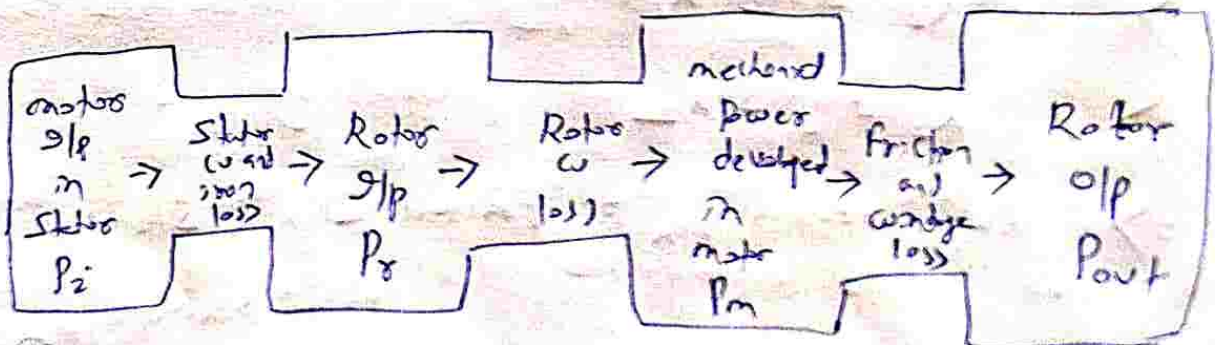 motor
I/p
in
Stator
Pi
→
Stator
cu and
iron
loss
→
Rotor
I/p
Pr
→
Rotor
cu
loss
→
mechanical
Power
developed
in
motor
Pm
→
Friction
and
windage
loss
→
Rotor
O/p
Pout